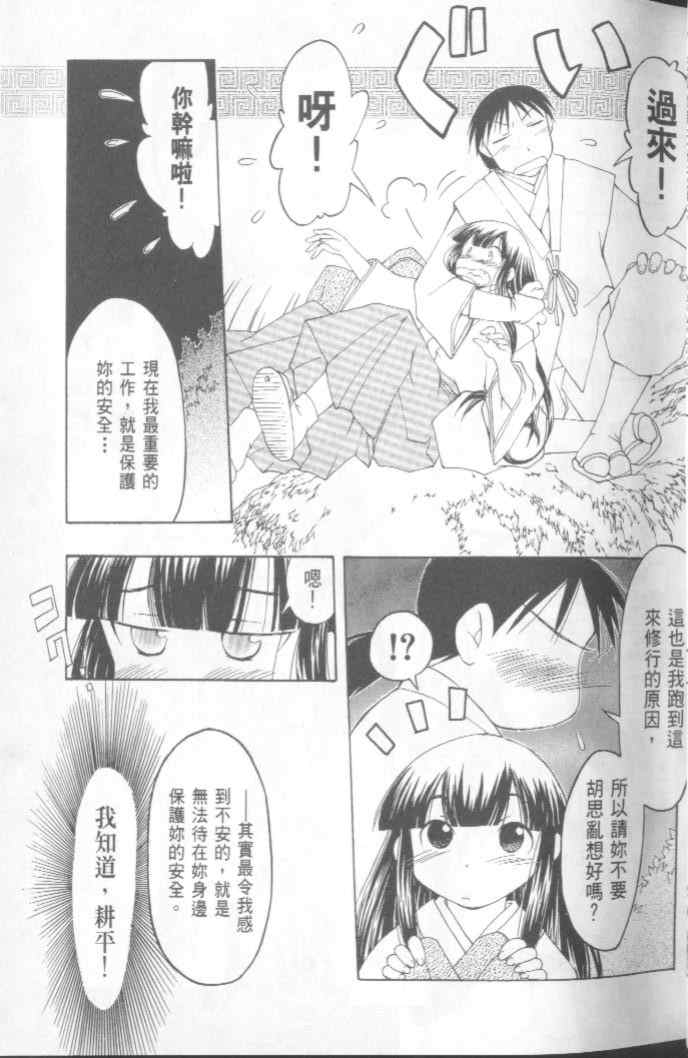 過來！
ぐい
呀！
你幹嘛啦！
現在我最重要的
工作，就是保護
妳的安全…
這也是我跑到這
來修行的原因，
所以請妳不要
胡思亂想好嗎？
!?
嗯！
──其實最令我感
到不安的，就是
無法待在妳身邊
保護妳的安全。
我知道，耕平！